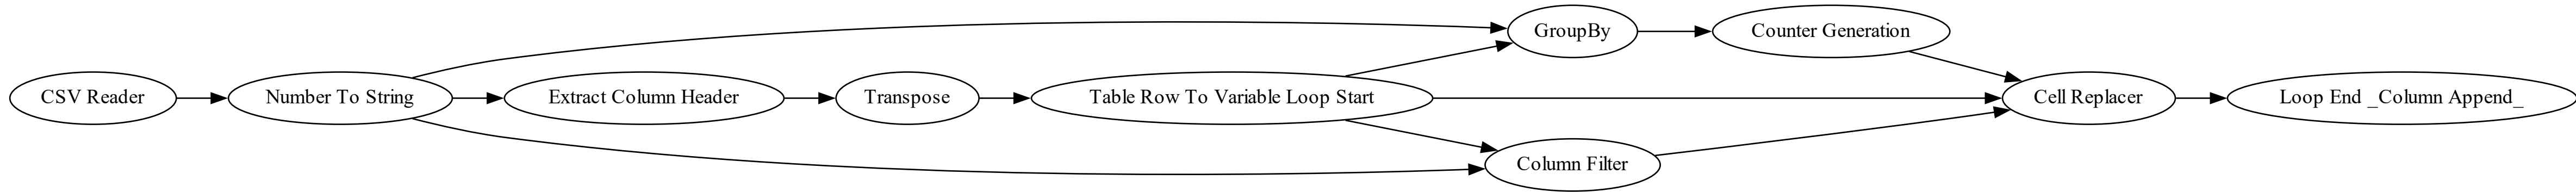 CSV Reader
Number To String
Extract Column Header
Transpose
Table Row To Variable Loop Start
GroupBy
Counter Generation
Column Filter
Cell Replacer
Loop End _Column Append_